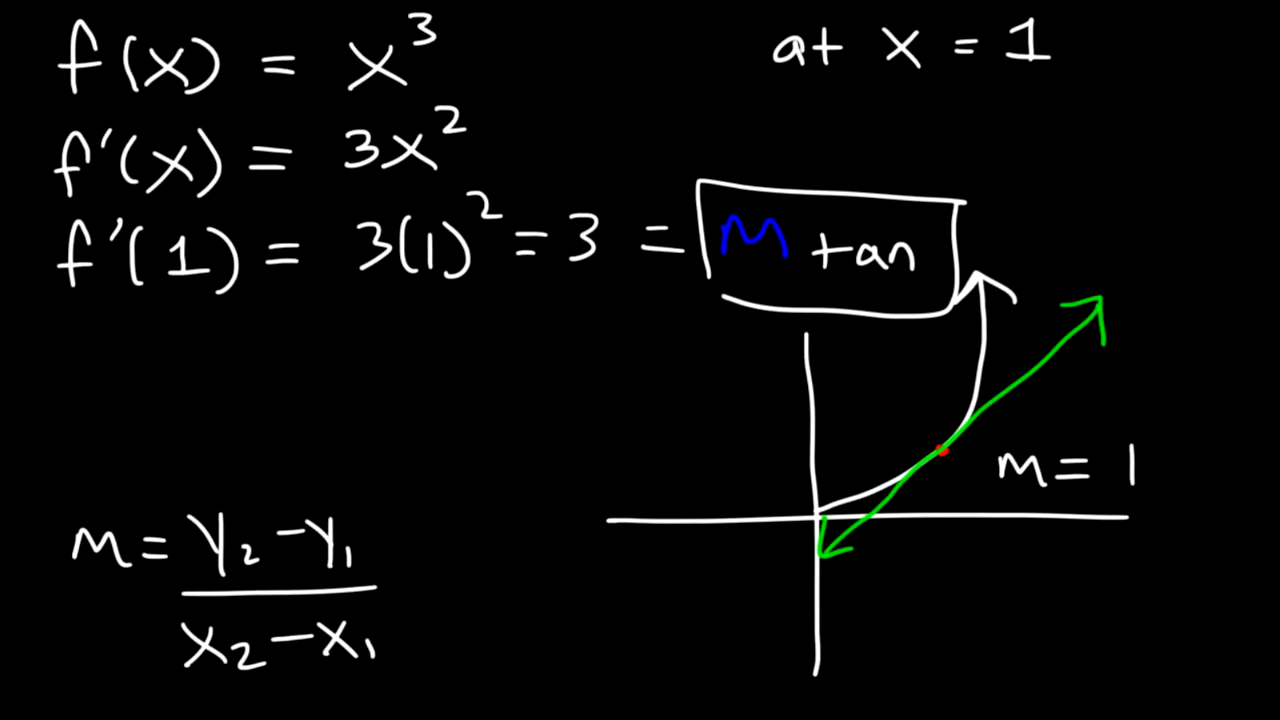 f(x) = x³
at x = 1
f'(x) = 3x²
f'(1) = 3(1)² = 3 = m tan
m = 1
m = y₂ - y₁
x₂ - x₁